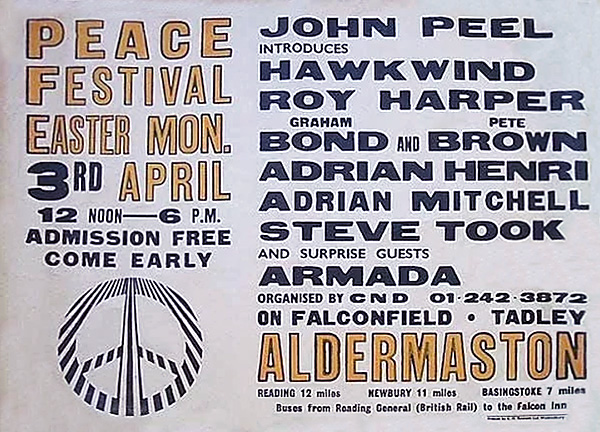 PEACE
FESTIVAL
EASTER MON.
3RD APRIL
12 NOON—6 P.M.
ADMISSION FREE
COME EARLY
JOHN PEEL
INTRODUCES
HAWKWIND
ROY HARPER
GRAHAM PETE
BOND AND BROWN
ADRIAN HENRI
ADRIAN MITCHELL
STEVE TOOK
AND SURPRISE GUESTS
ARMADA
ORGANISED BY CND 01-242-3872
ON FALCONFIELD • TADLEY
ALDERMASTON
READING 12 miles NEWBURY 11 miles BASINGSTOKE 7 miles
Buses from Reading General (British Rail) to the Falcon Inn